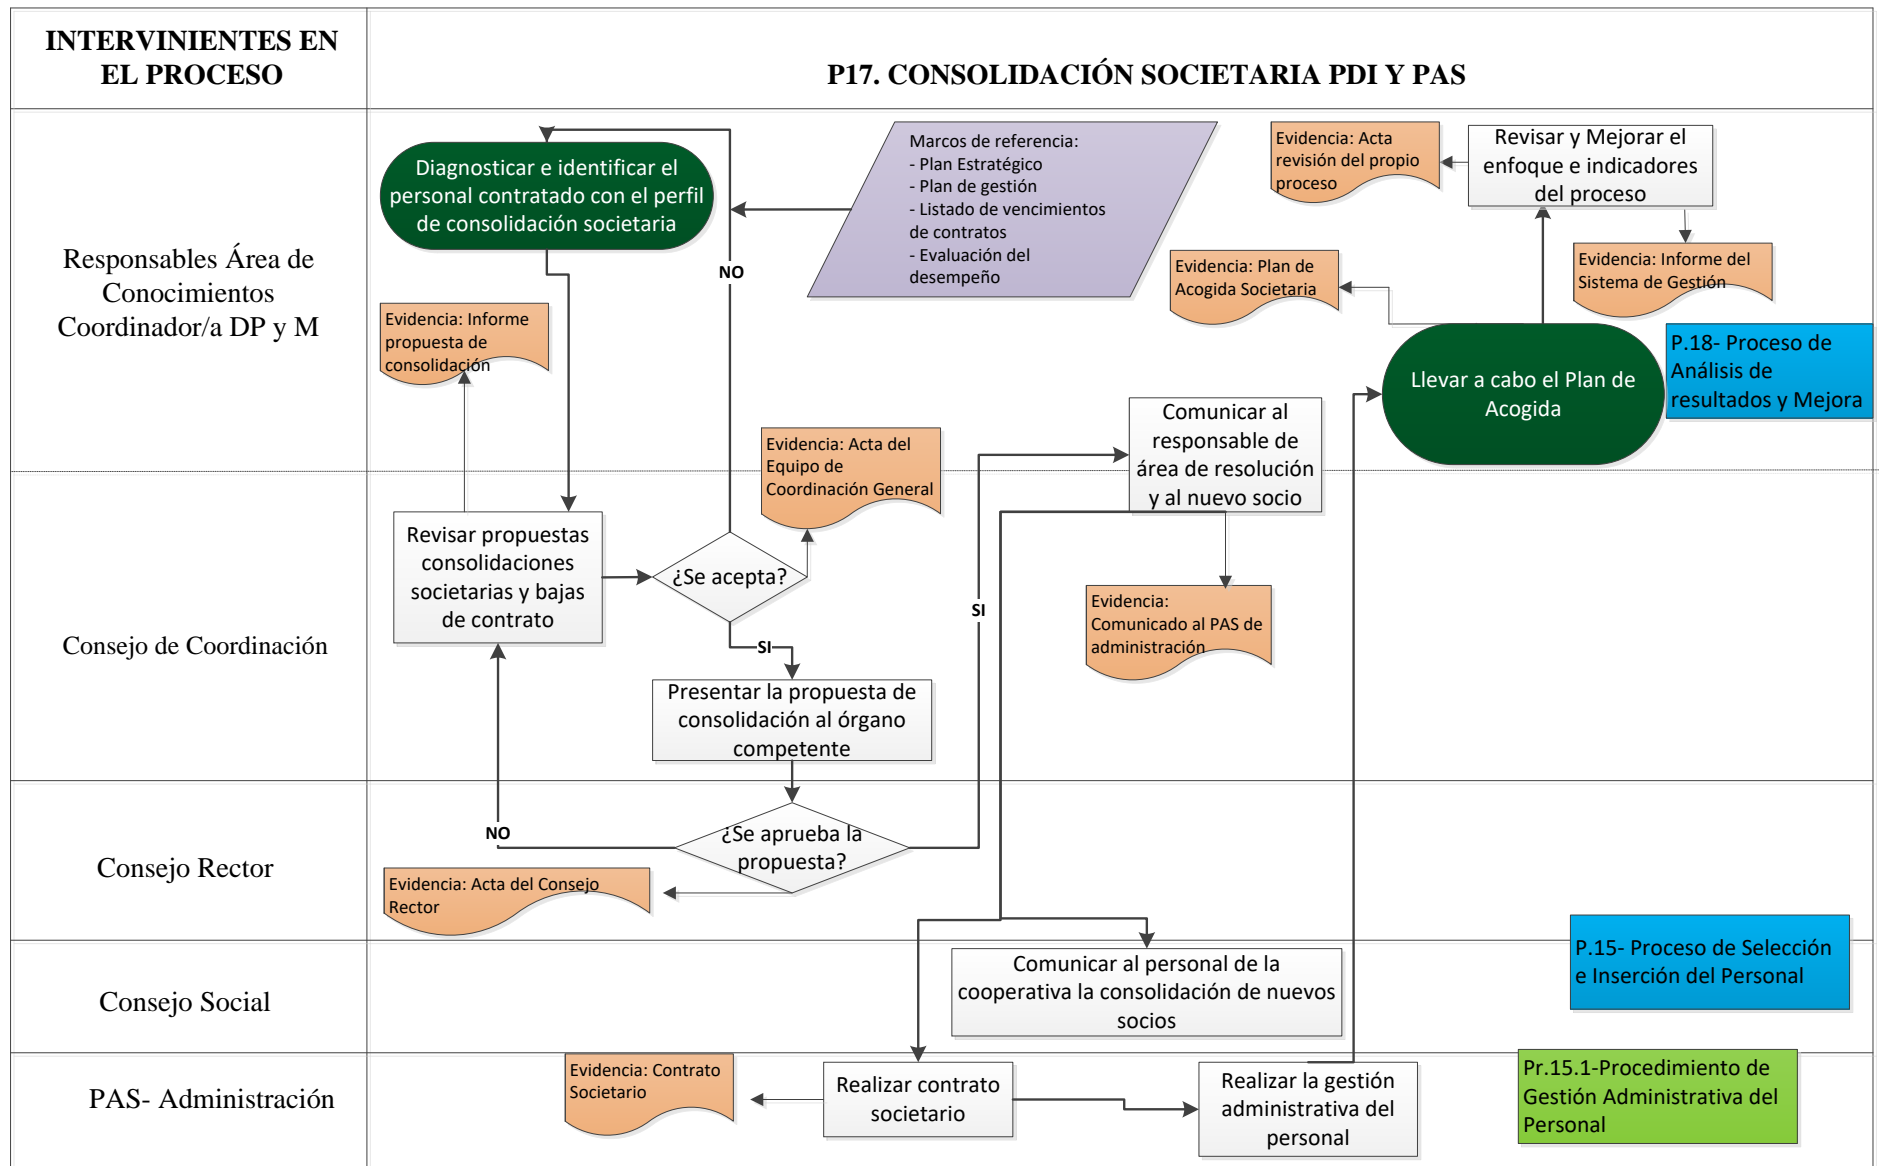 INTERVINIENTES EN
EL PROCESO
P17. CONSOLIDACIÓN SOCIETARIA PDI Y PAS
Responsables Área de
Conocimientos
Coordinador/a DP y M
Diagnosticar e identificar el
personal contratado con el perfil
de consolidación societaria
Marcos de referencia:
- Plan Estratégico
- Plan de gestión
- Listado de vencimientos
de contratos
- Evaluación del
desempeño
Evidencia: Acta
revisión del propio
proceso
Revisar y Mejorar el
enfoque e indicadores
del proceso
NO
Evidencia: Plan de
Acogida Societaria
Evidencia: Informe del
Sistema de Gestión
Evidencia: Informe
propuesta de
consolidación
Llevar a cabo el Plan de
Acogida
P.18- Proceso de
Análisis de
resultados y Mejora
Evidencia: Acta del
Equipo de
Coordinación General
Comunicar al
responsable de
área de resolución
y al nuevo socio
Consejo de Coordinación
Revisar propuestas
consolidaciones
societarias y bajas
de contrato
¿Se acepta?
SI
SI
Evidencia:
Comunicado al PAS de
administración
Presentar la propuesta de
consolidación al órgano
competente
Consejo Rector
NO
¿Se aprueba la
propuesta?
Evidencia: Acta del Consejo
Rector
Consejo Social
Comunicar al personal de la
cooperativa la consolidación de nuevos
socios
P.15- Proceso de Selección
e Inserción del Personal
PAS- Administración
Evidencia: Contrato
Societario
Realizar contrato
societario
Realizar la gestión
administrativa del
personal
Pr.15.1-Procedimiento de
Gestión Administrativa del
Personal